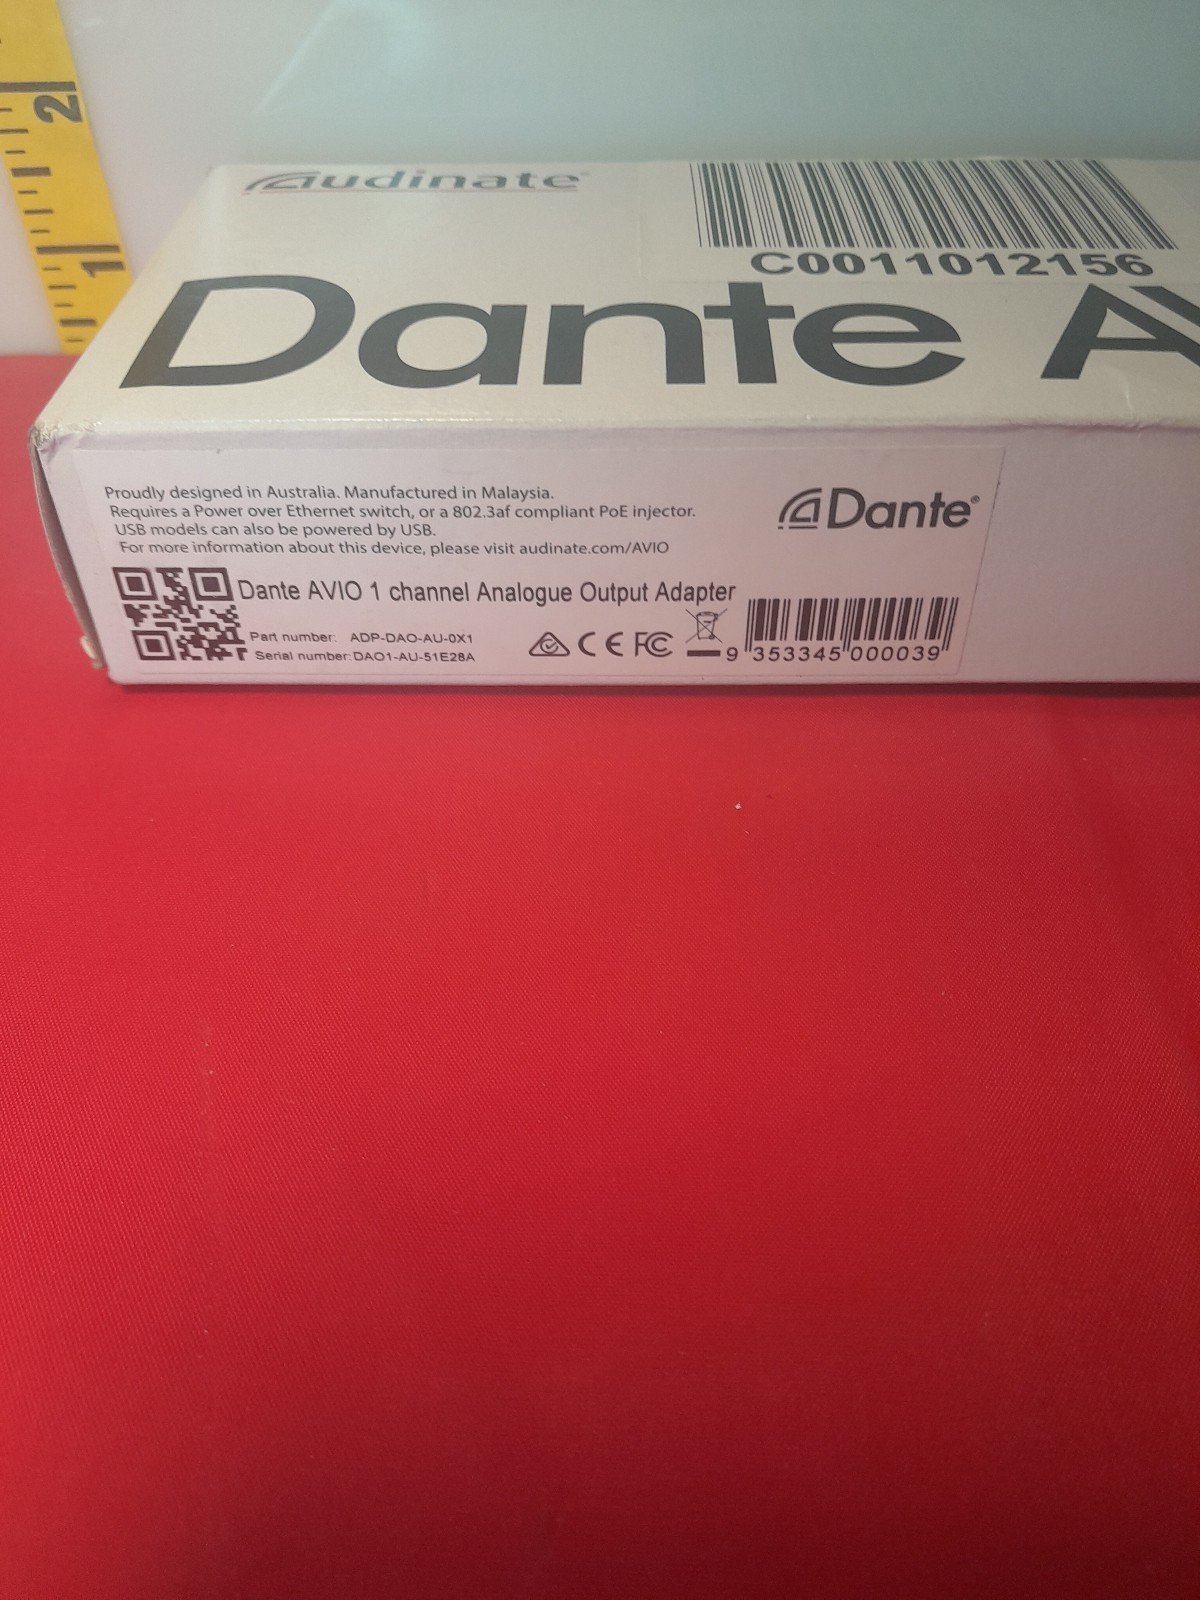 2
1
audinate
C0011012156
Dante AV
Proudly designed in Australia. Manufactured in Malaysia.
Requires a Power over Ethernet switch, or a 802.3af compliant PoE injector.
USB models can also be powered by USB.
For more information about this device, please visit audinate.com/AVIO
Dante®
Dante AVIO 1 channel Analogue Output Adapter
Part number: ADP-DAO-AU-0X1
Serial number:DAO1-AU-51E28A
CE FC
9 353345 000039